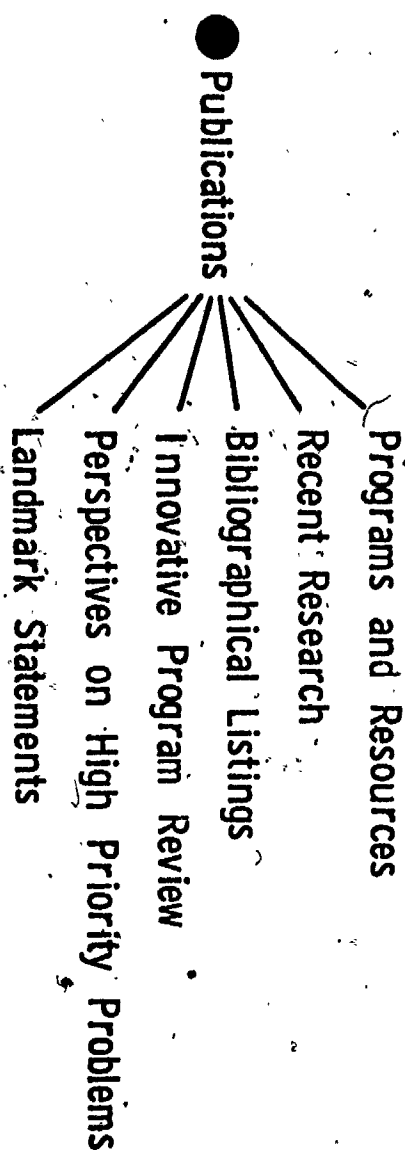 Publications
Programs and Resources
Recent Research
Bibliographical Listings
Innovative Program Review
Perspectives on High Priority Problems
Landmark Statements